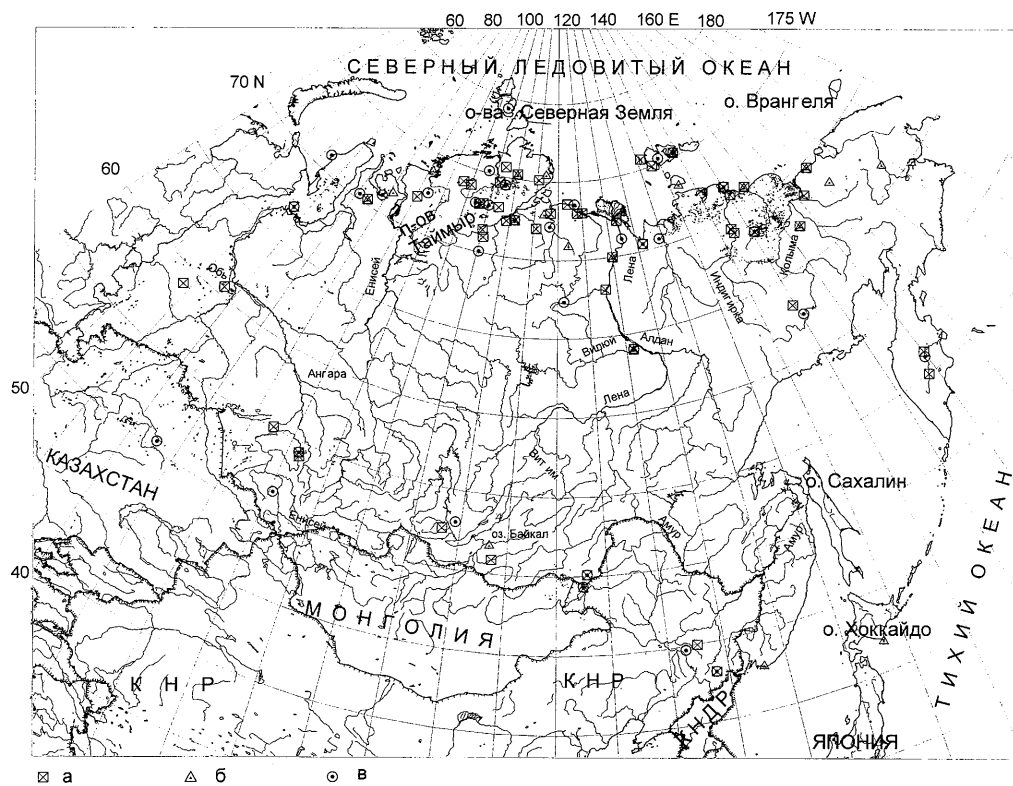 60 80 100 120 140 160 E 180 175 W
СЕВЕРНЫЙ ЛЕДОВИТЫЙ ОКЕАН
70 N
о. Врангеля
о-ва Северная Земля
60
П-ов
Таймыр
Обь
Енисей
Лена
Индигирка
Колыма
Вилюй
Алдан
50
Ангара
Лена
КАЗАХСТАН
Вит им
о. Сахалин
Енисей
оз. Байкал
Амур
Амур
40
МОНГОЛИЯ
о. Хоккайдо
ТИХИЙ ОКЕАН
КНР
КНР
КНДР
ЯПОНИЯ
а б в